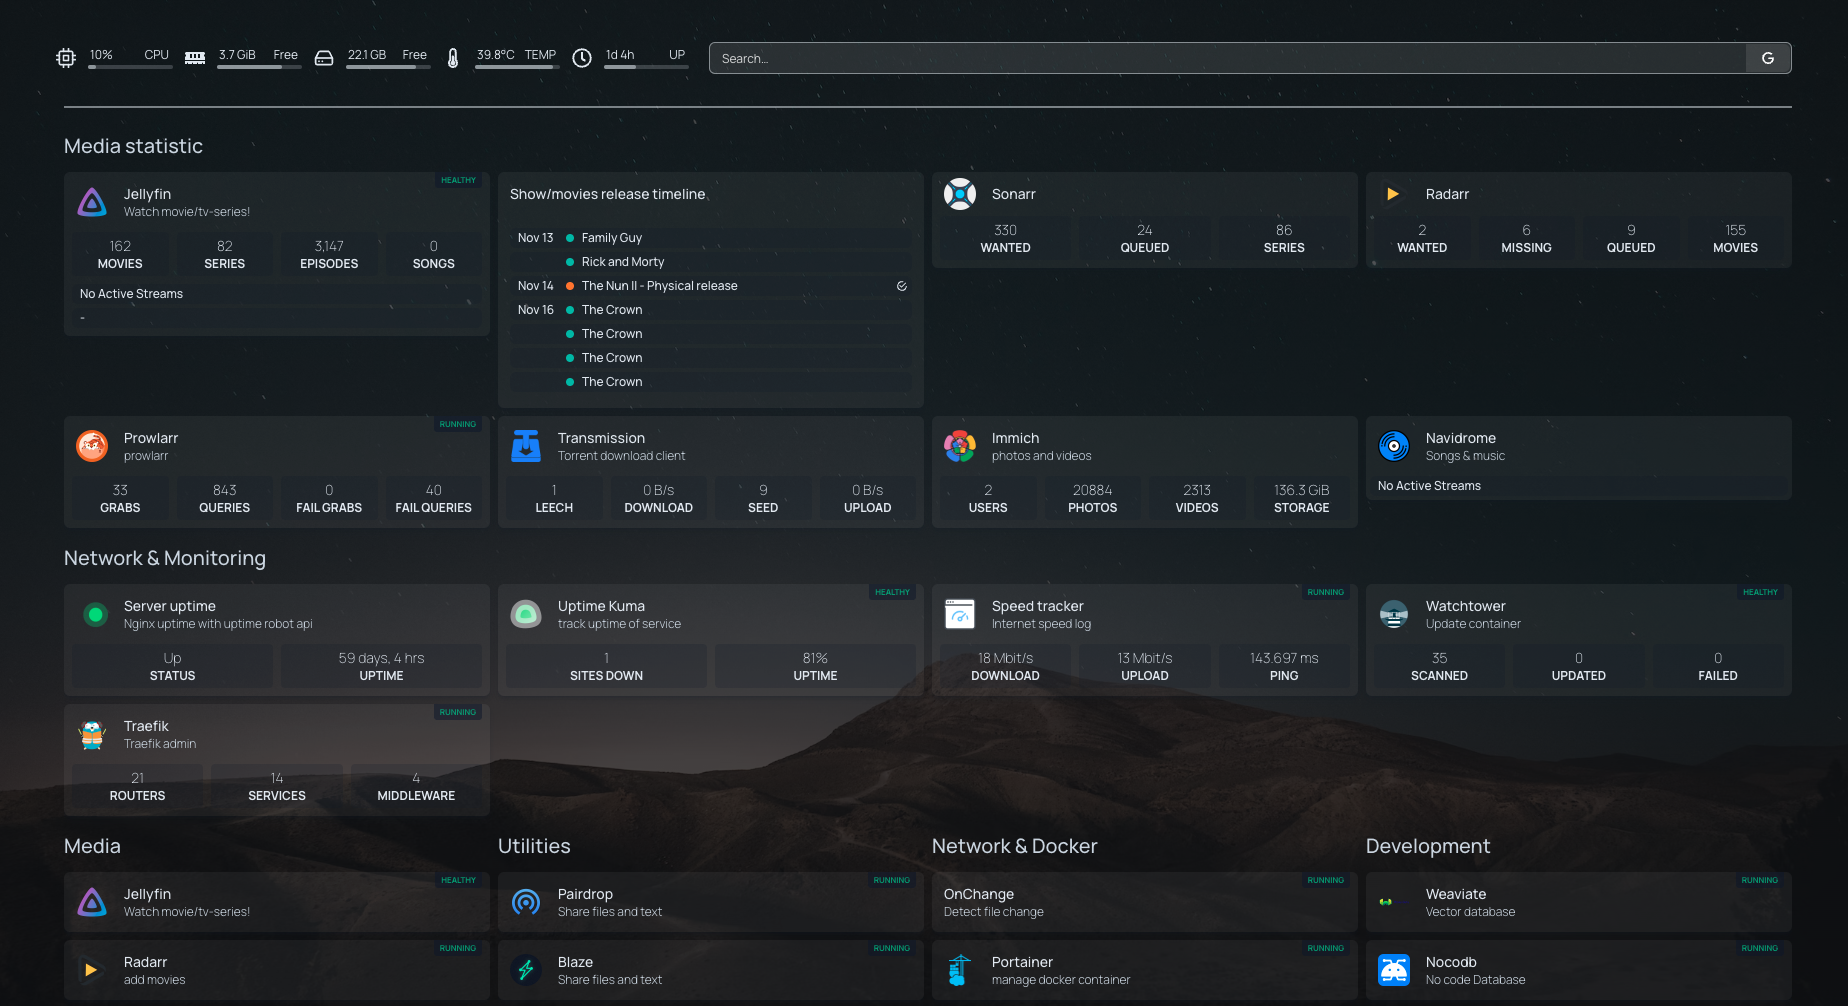 10% CPU
3.7 GiB Free
22.1 GB Free
39.8°C TEMP
1d 4h UP
Search...
G
Media statistic
HEALTHY
Jellyfin
Watch movie/tv-series!
162 82 3,147 0
MOVIES SERIES EPISODES SONGS
No Active Streams
-
Show/movies release timeline
Nov 13 Family Guy
Rick and Morty
Nov 14 The Nun II - Physical release
Nov 16 The Crown
The Crown
The Crown
The Crown
Sonarr
330 24 86
WANTED QUEUED SERIES
Radarr
2 6 9 155
WANTED MISSING QUEUED MOVIES
RUNNING
Prowlarr
prowlarr
33 843 0 40
GRABS QUERIES FAIL GRABS FAIL QUERIES
Transmission
Torrent download client
1 0 B/s 9 0 B/s
LEECH DOWNLOAD SEED UPLOAD
Immich
photos and videos
2 20884 2313 136.3 GiB
USERS PHOTOS VIDEOS STORAGE
Navidrome
Songs & music
No Active Streams
Network & Monitoring
Server uptime
Nginx uptime with uptime robot api
Up 59 days, 4 hrs
STATUS UPTIME
HEALTHY
Uptime Kuma
track uptime of service
1 81%
SITES DOWN UPTIME
RUNNING
Speed tracker
Internet speed log
18 Mbit/s 13 Mbit/s 143.697 ms
DOWNLOAD UPLOAD PING
HEALTHY
Watchtower
Update container
35 0 0
SCANNED UPDATED FAILED
RUNNING
Traefik
Traefik admin
21 14 4
ROUTERS SERVICES MIDDLEWARE
Media
HEALTHY
Jellyfin
Watch movie/tv-series!
RUNNING
Radarr
add movies
Utilities
RUNNING
Pairdrop
Share files and text
RUNNING
Blaze
Share files and text
Network & Docker
RUNNING
OnChange
Detect file change
RUNNING
Portainer
manage docker container
Development
RUNNING
Weaviate
Vector database
RUNNING
Nocodb
No code Database